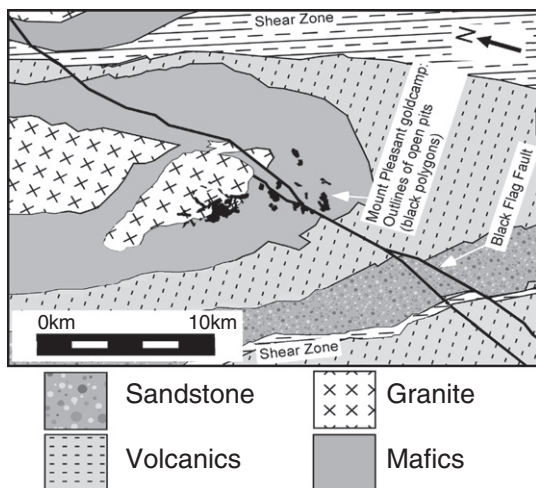 Shear Zone
N
Mount Pleasant goldcamp:
Outlines of open pits
(black polygons)
Black Flag Fault
0km 10km
Shear Zone
Sandstone
Granite
Volcanics
Mafics